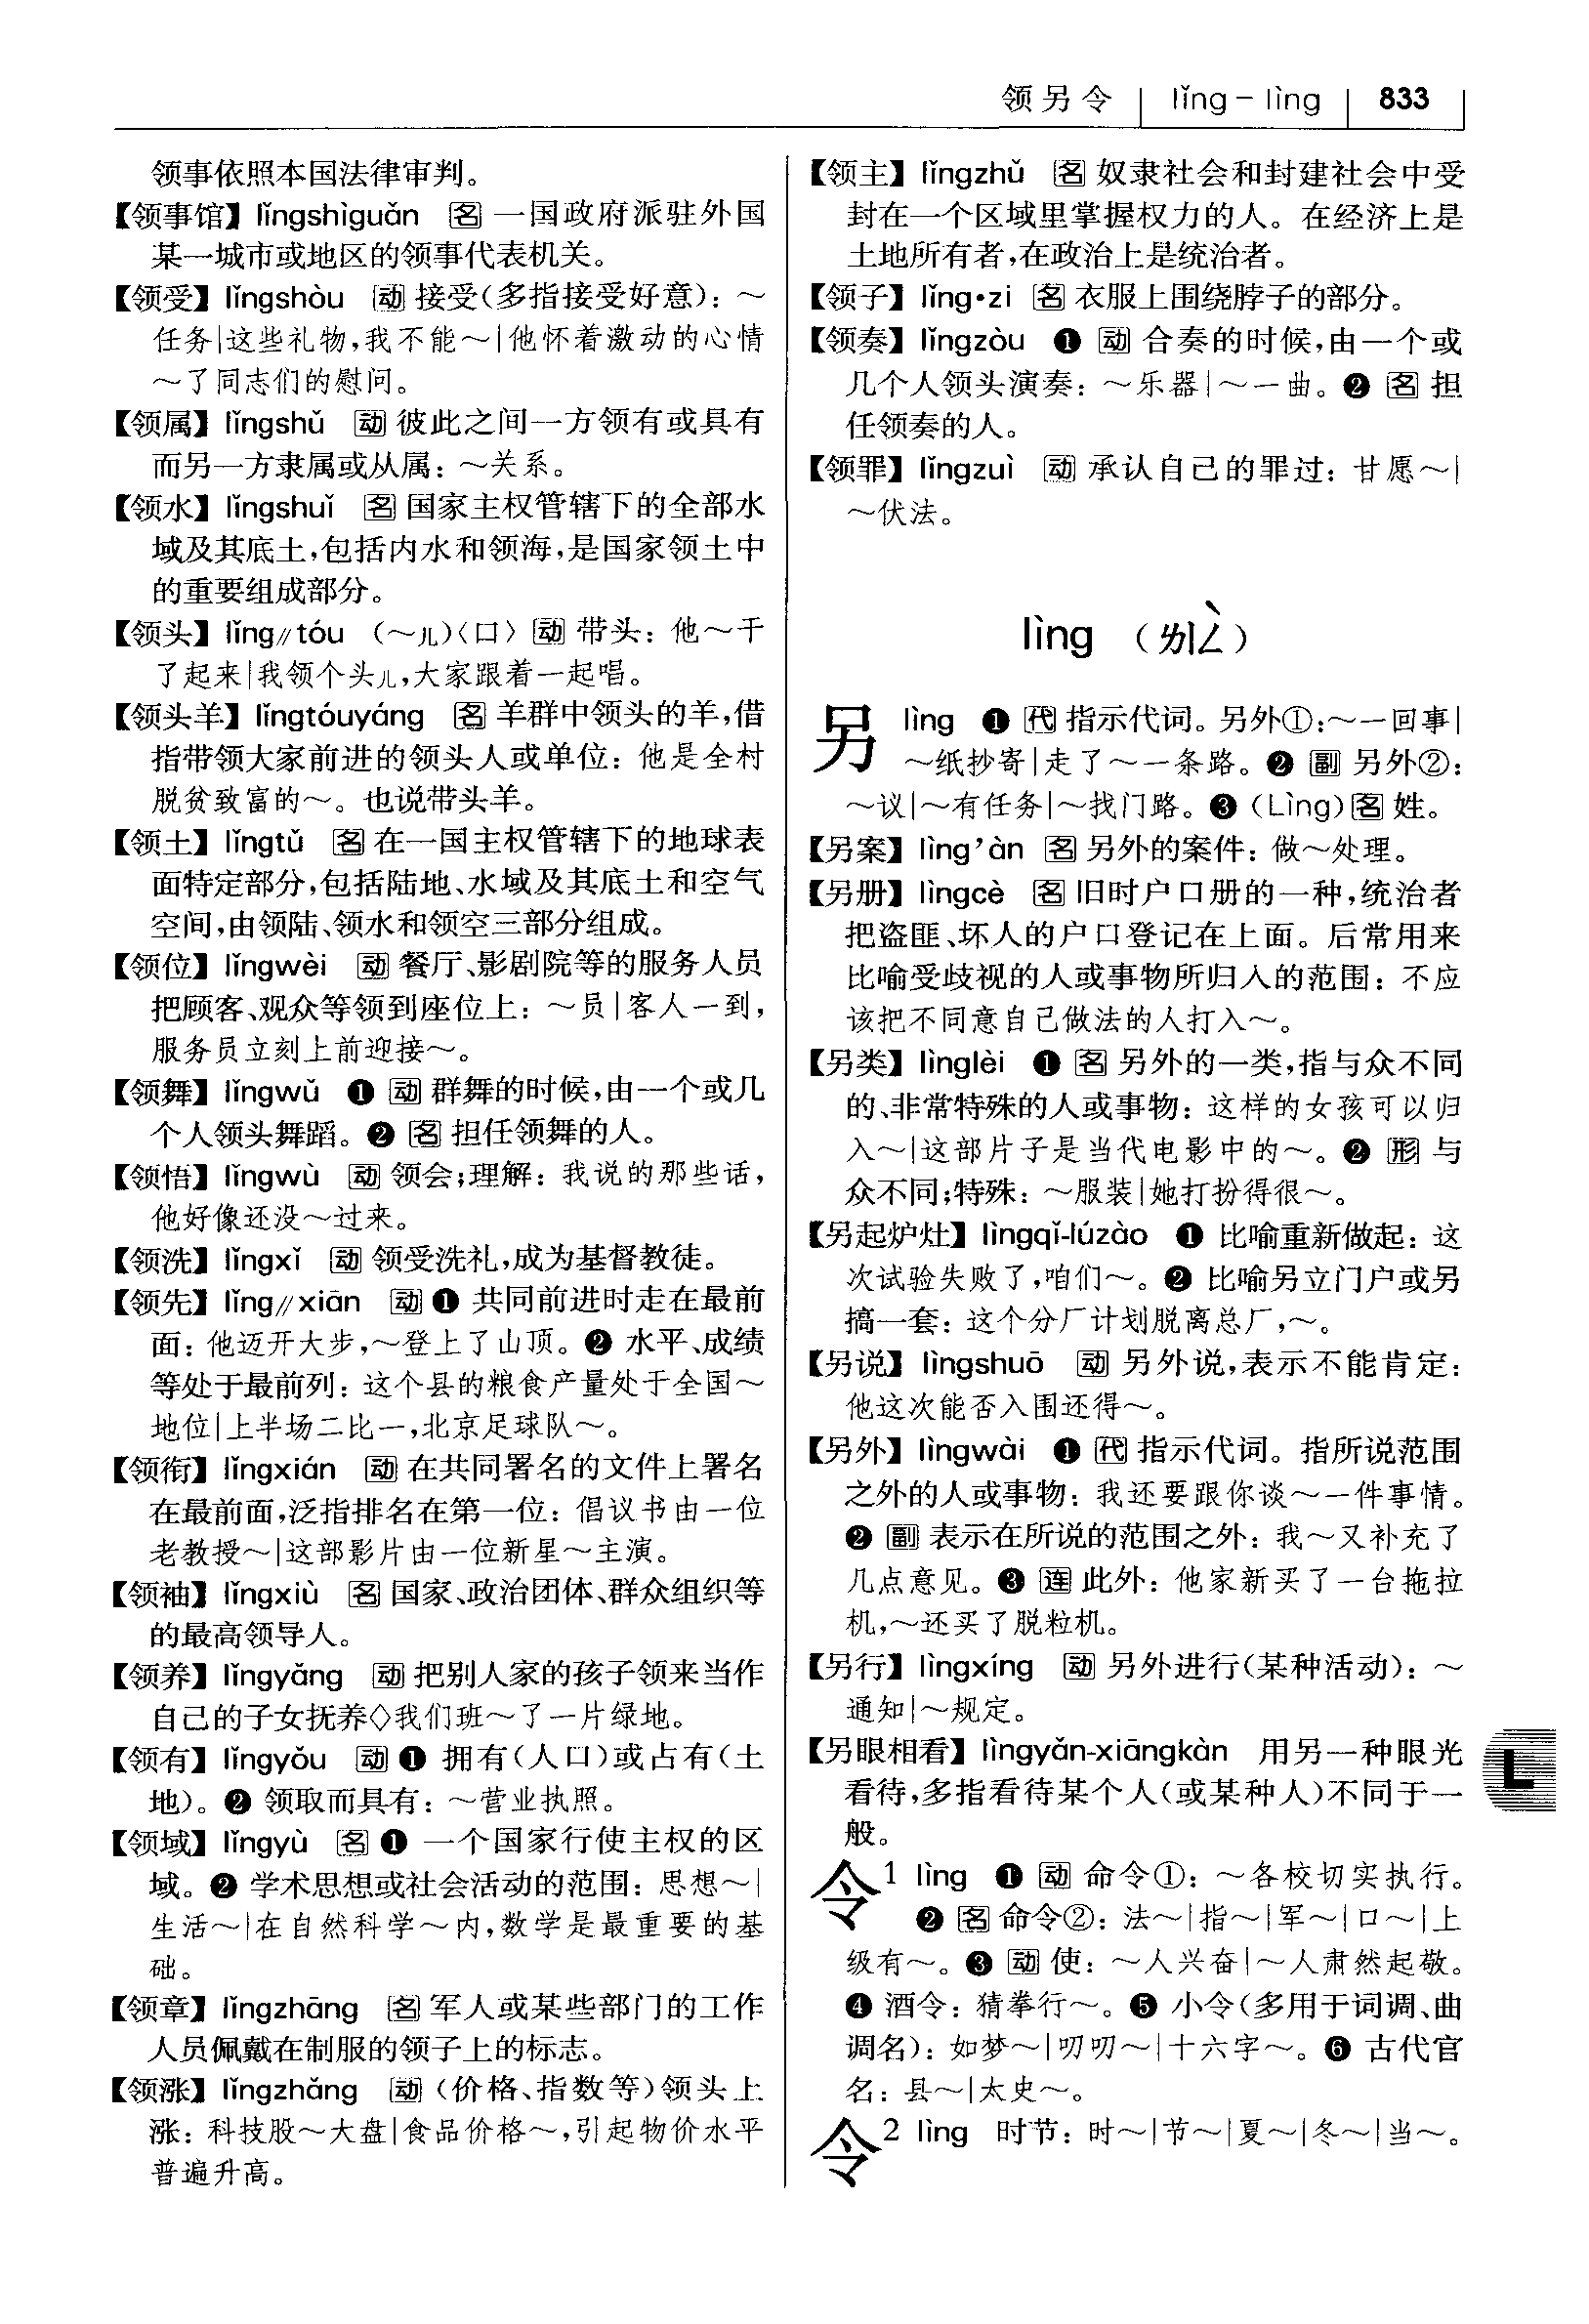 领另令 | lǐng – lìng | 833
领事依照本国法律审判。
【领事馆】lǐngshìguǎn 名 一国政府派驻外国
某一城市或地区的领事代表机关。
【领受】lǐngshòu 动 接受(多指接受好意)：～
任务|这些礼物,我不能～|他怀着激动的心情
～了同志们的慰问。
【领属】lǐngshǔ 动 彼此之间一方领有或具有
而另一方隶属或从属：～关系。
【领水】lǐngshuǐ 名 国家主权管辖下的全部水
域及其底土,包括内水和领海,是国家领土中
的重要组成部分。
【领头】lǐng∥tóu (～儿)〈口〉动 带头：他～干
了起来|我领个头儿,大家跟着一起唱。
【领头羊】lǐngtóuyáng 名 羊群中领头的羊,借
指带领大家前进的领头人或单位：他是全村
脱贫致富的～。也说带头羊。
【领土】lǐngtǔ 名 在一国主权管辖下的地球表
面特定部分,包括陆地、水域及其底土和空气
空间,由领陆、领水和领空三部分组成。
【领位】lǐngwèi 动 餐厅、影剧院等的服务人员
把顾客、观众等领到座位上：～员|客人一到,
服务员立刻上前迎接～。
【领舞】lǐngwǔ ❶ 动 群舞的时候,由一个或几
个人领头舞蹈。❷ 名 担任领舞的人。
【领悟】lǐngwù 动 领会;理解：我说的那些话,
他好像还没～过来。
【领洗】lǐngxǐ 动 领受洗礼,成为基督教徒。
【领先】lǐng∥xiān 动 ❶ 共同前进时走在最前
面：他迈开大步,～登上了山顶。❷ 水平、成绩
等处于最前列：这个县的粮食产量处于全国～
地位|上半场二比一,北京足球队～。
【领衔】lǐngxián 动 在共同署名的文件上署名
在最前面,泛指排名在第一位：倡议书由一位
老教授～|这部影片由一位新星～主演。
【领袖】lǐngxiù 名 国家、政治团体、群众组织等
的最高领导人。
【领养】lǐngyǎng 动 把别人家的孩子领来当作
自己的子女抚养◇我们班～了一片绿地。
【领有】lǐngyǒu 动 ❶ 拥有(人口)或占有(土
地)。❷ 领取而具有：～营业执照。
【领域】lǐngyù 名 ❶ 一个国家行使主权的区
域。❷ 学术思想或社会活动的范围：思想～|
生活～|在自然科学～内,数学是最重要的基
础。
【领章】lǐngzhāng 名 军人或某些部门的工作
人员佩戴在制服的领子上的标志。
【领涨】lǐngzhǎng 动 (价格、指数等)领头上
涨：科技股～大盘|食品价格～,引起物价水平
普遍升高。
【领主】lǐngzhǔ 名 奴隶社会和封建社会中受
封在一个区域里掌握权力的人。在经济上是
土地所有者,在政治上是统治者。
【领子】lǐng•zi 名 衣服上围绕脖子的部分。
【领奏】lǐngzòu ❶ 动 合奏的时候,由一个或
几个人领头演奏：～乐器|～一曲。❷ 名 担
任领奏的人。
【领罪】lǐngzuì 动 承认自己的罪过：甘愿～|
～伏法。
lìng （ㄌㄧㄥˋ）
另 lìng ❶ 代 指示代词。另外①:～一回事|
～纸抄寄|走了～一条路。❷ 副 另外②：
～议|～有任务|～找门路。❸ (Lìng)名 姓。
【另案】lìng’àn 名 另外的案件：做～处理。
【另册】lìngcè 名 旧时户口册的一种,统治者
把盗匪、坏人的户口登记在上面。后常用来
比喻受歧视的人或事物所归入的范围：不应
该把不同意自己做法的人打入～。
【另类】lìnglèi ❶ 名 另外的一类,指与众不同
的、非常特殊的人或事物：这样的女孩可以归
入～|这部片子是当代电影中的～。❷ 形 与
众不同;特殊：～服装|她打扮得很～。
【另起炉灶】lìngqǐ-lúzào ❶ 比喻重新做起：这
次试验失败了,咱们～。❷ 比喻另立门户或另
搞一套：这个分厂计划脱离总厂,～。
【另说】lìngshuō 动 另外说,表示不能肯定：
他这次能否入围还得～。
【另外】lìngwài ❶ 代 指示代词。指所说范围
之外的人或事物：我还要跟你谈～一件事情。
❷ 副 表示在所说的范围之外：我～又补充了
几点意见。❸ 连 此外：他家新买了一台拖拉
机,～还买了脱粒机。
【另行】lìngxíng 动 另外进行(某种活动)：～
通知|～规定。
【另眼相看】lìngyǎn-xiāngkàn 用另一种眼光
看待,多指看待某个人(或某种人)不同于一
般。
L
令1 lìng ❶ 动 命令①：～各校切实执行。
❷ 名 命令②：法～|指～|军～|口～|上
级有～。❸ 动 使：～人兴奋|～人肃然起敬。
❹ 酒令：猜拳行～。❺ 小令(多用于词调、曲
调名)：如梦～|叨叨～|十六字～。❻ 古代官
名：县～|太史～。
令2 lìng 时节：时～|节～|夏～|冬～|当～。